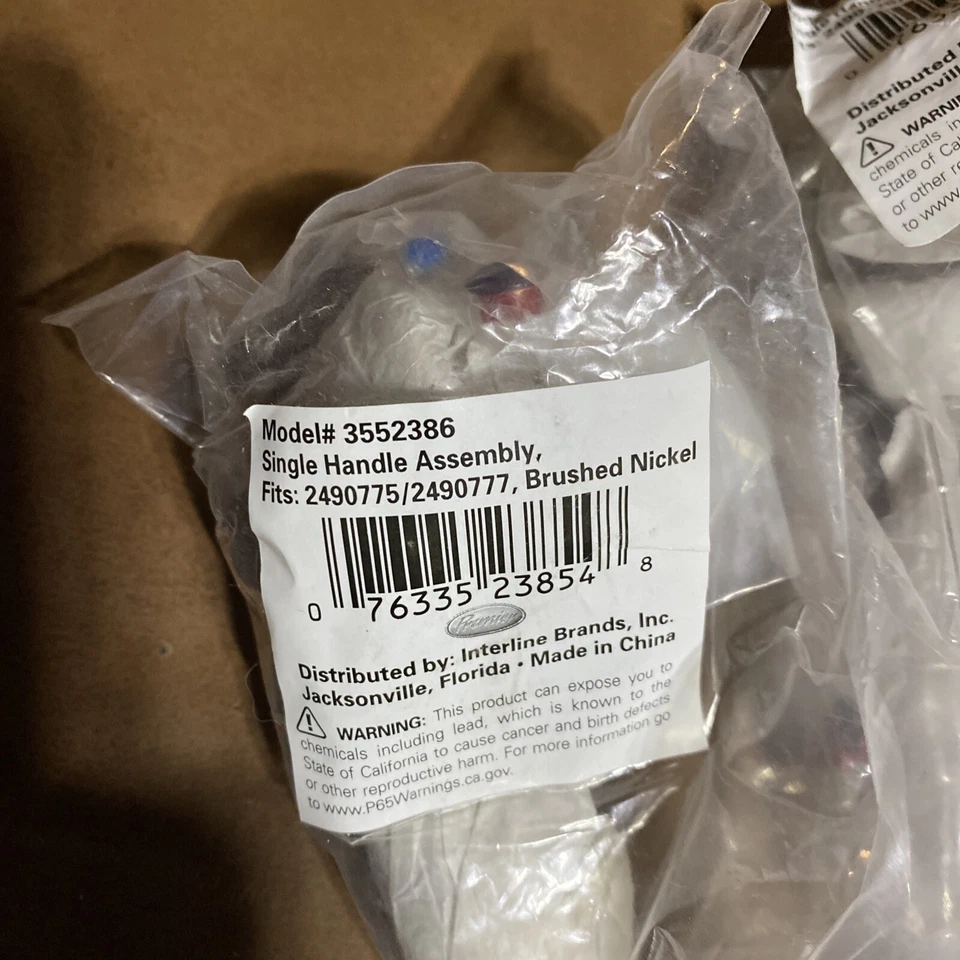 Model# 3552386
Single Handle Assembly,
Fits: 2490775/2490777, Brushed Nickel
0 76335 23854 8
Premier
Distributed by: Interline Brands, Inc.
Jacksonville, Florida • Made in China
WARNING: This product can expose you to
chemicals including lead, which is known to the
State of California to cause cancer and birth defects
or other reproductive harm. For more information go
to www.P65Warnings.ca.gov.
Distributed
Jacksonvill
WARNIN
chemicals in
State of Cal
or other re
to www.